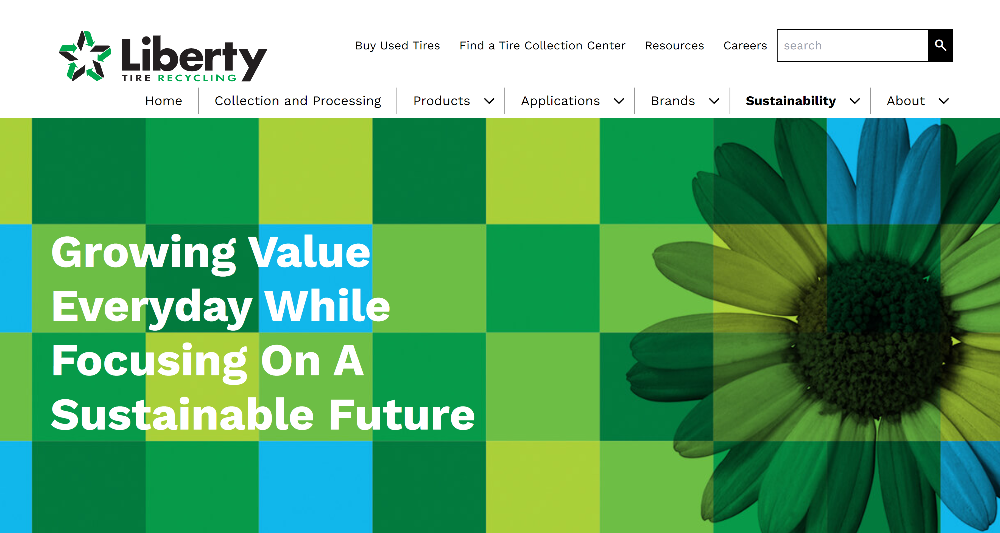 Liberty
TIRE RECYCLING
Buy Used Tires Find a Tire Collection Center Resources Careers search
Home Collection and Processing Products Applications Brands Sustainability About
Growing Value
Everyday While
Focusing On A
Sustainable Future